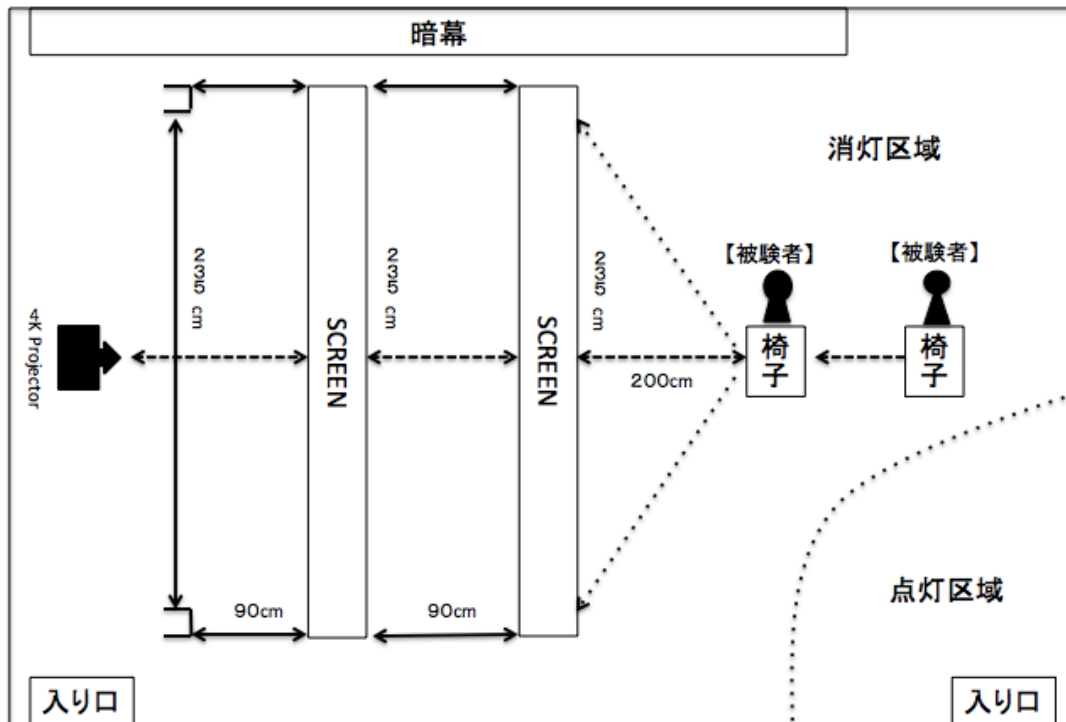 暗幕
消灯区域
【被験者】
【被験者】
235 cm
235 cm
235 cm
4K Projector
SCREEN
SCREEN
椅子
椅子
200cm
点灯区域
90cm
90cm
入り口
入り口